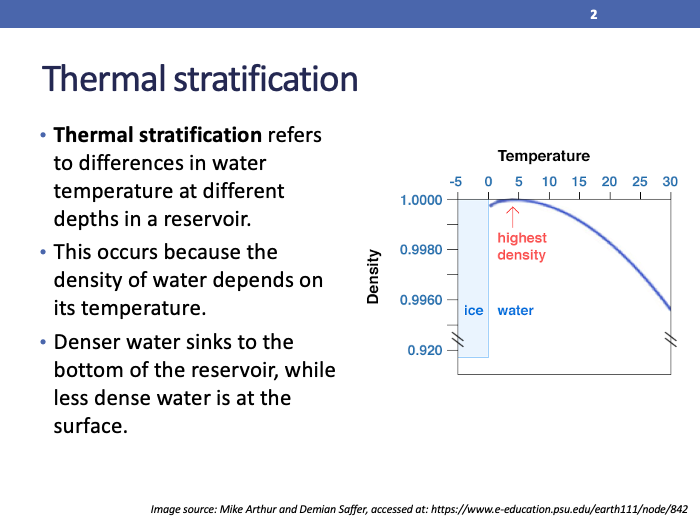 2
Thermal stratification
• Thermal stratification refers
to differences in water
temperature at different
depths in a reservoir.
• This occurs because the
density of water depends on
its temperature.
• Denser water sinks to the
bottom of the reservoir, while
less dense water is at the
surface.
Temperature
-5 0 5 10 15 20 25 30
1.0000
0.9980
0.9960
0.920
Density
highest
density
ice water
Image source: Mike Arthur and Demian Saffer, accessed at: https://www.e-education.psu.edu/earth111/node/842